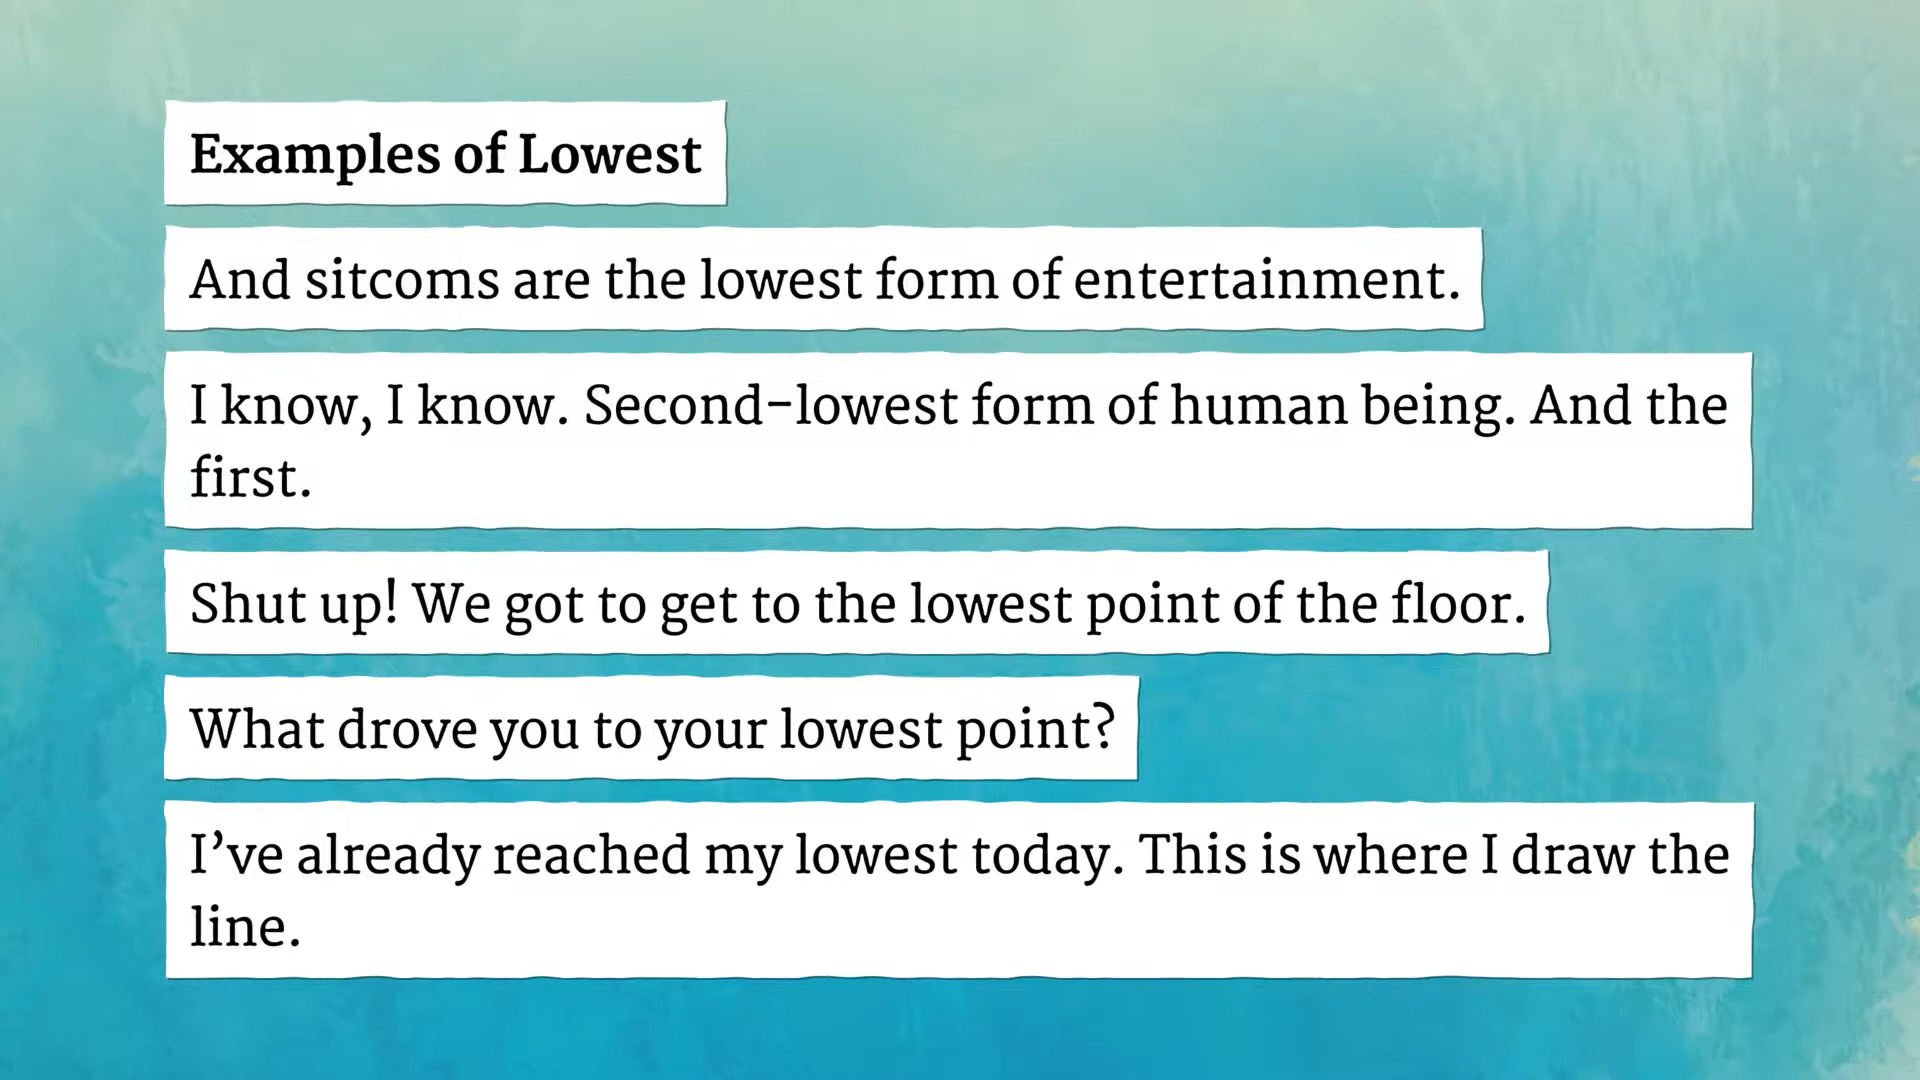 Examples of Lowest
And sitcoms are the lowest form of entertainment.
I know, I know. Second-lowest form of human being. And the
first.
Shut up! We got to get to the lowest point of the floor.
What drove you to your lowest point?
I’ve already reached my lowest today. This is where I draw the
line.